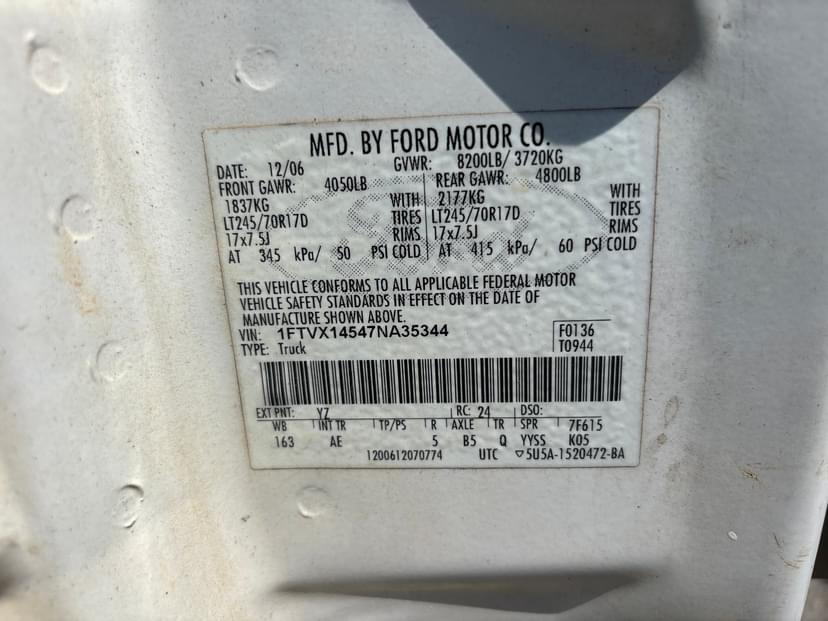 MFD. BY FORD MOTOR CO.
DATE: 12/06 GVWR: 8200LB/ 3720KG
FRONT GAWR: 4050LB REAR GAWR: 4800LB
1837KG WITH 2177KG WITH
LT245/70R17D TIRES LT245/70R17D TIRES
17x7.5J RIMS 17x7.5J RIMS
AT 345 kPa/ 50 PSI COLD AT 415 kPa/ 60 PSI COLD
THIS VEHICLE CONFORMS TO ALL APPLICABLE FEDERAL MOTOR
VEHICLE SAFETY STANDARDS IN EFFECT ON THE DATE OF
MANUFACTURE SHOWN ABOVE.
VIN: 1FTVX14547NA35344 F0136
TYPE: Truck T0944
EXT PNT: YZ RC: 24 DSO:
WB INT TR TP/PS R AXLE TR SPR 7F615
163 AE 5 B5 Q YYSS K05
1200612070774 UTC ▽5U5A-1520472-BA